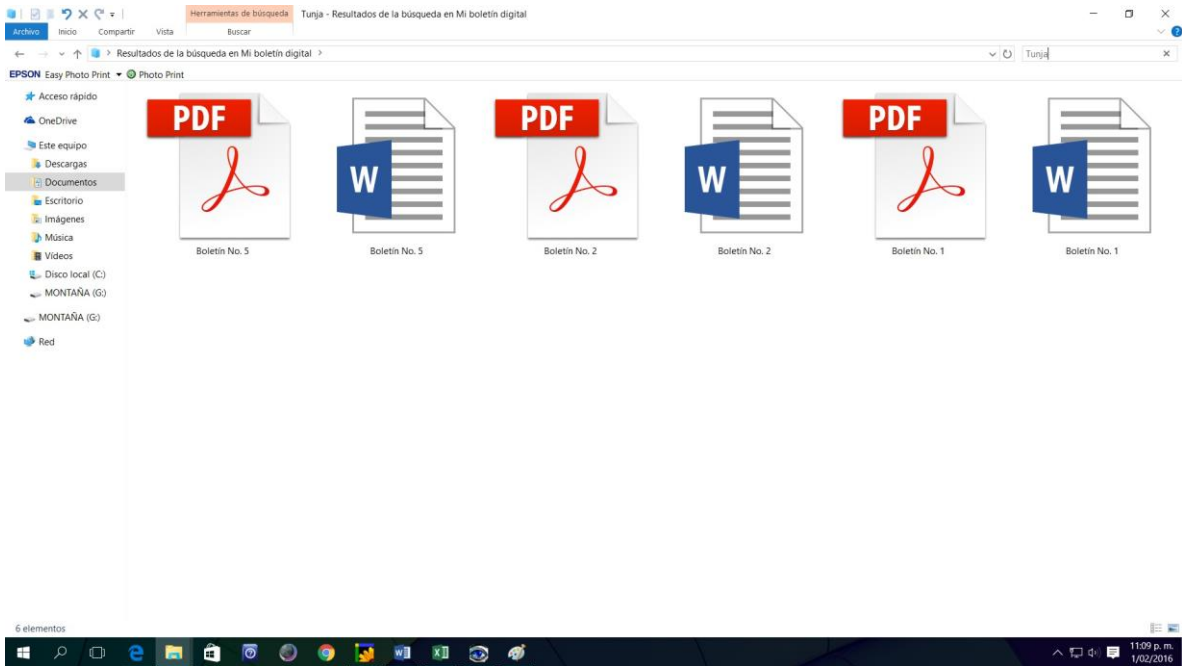 Herramientas de búsqueda Tunja - Resultados de la búsqueda en Mi boletín digital
Archivo Inicio Compartir Vista Buscar
Resultados de la búsqueda en Mi boletín digital Tunja
EPSON Easy Photo Print Photo Print
Acceso rápido
OneDrive
Este equipo
Descargas
Documentos
Escritorio
Imágenes
Música
Vídeos
Disco local (C:)
MONTAÑA (G:)
MONTAÑA (G:)
Red
PDF W PDF W PDF W
Boletín No. 5 Boletín No. 5 Boletín No. 2 Boletín No. 2 Boletín No. 1 Boletín No. 1
6 elementos
11:09 p. m.
1/02/2016